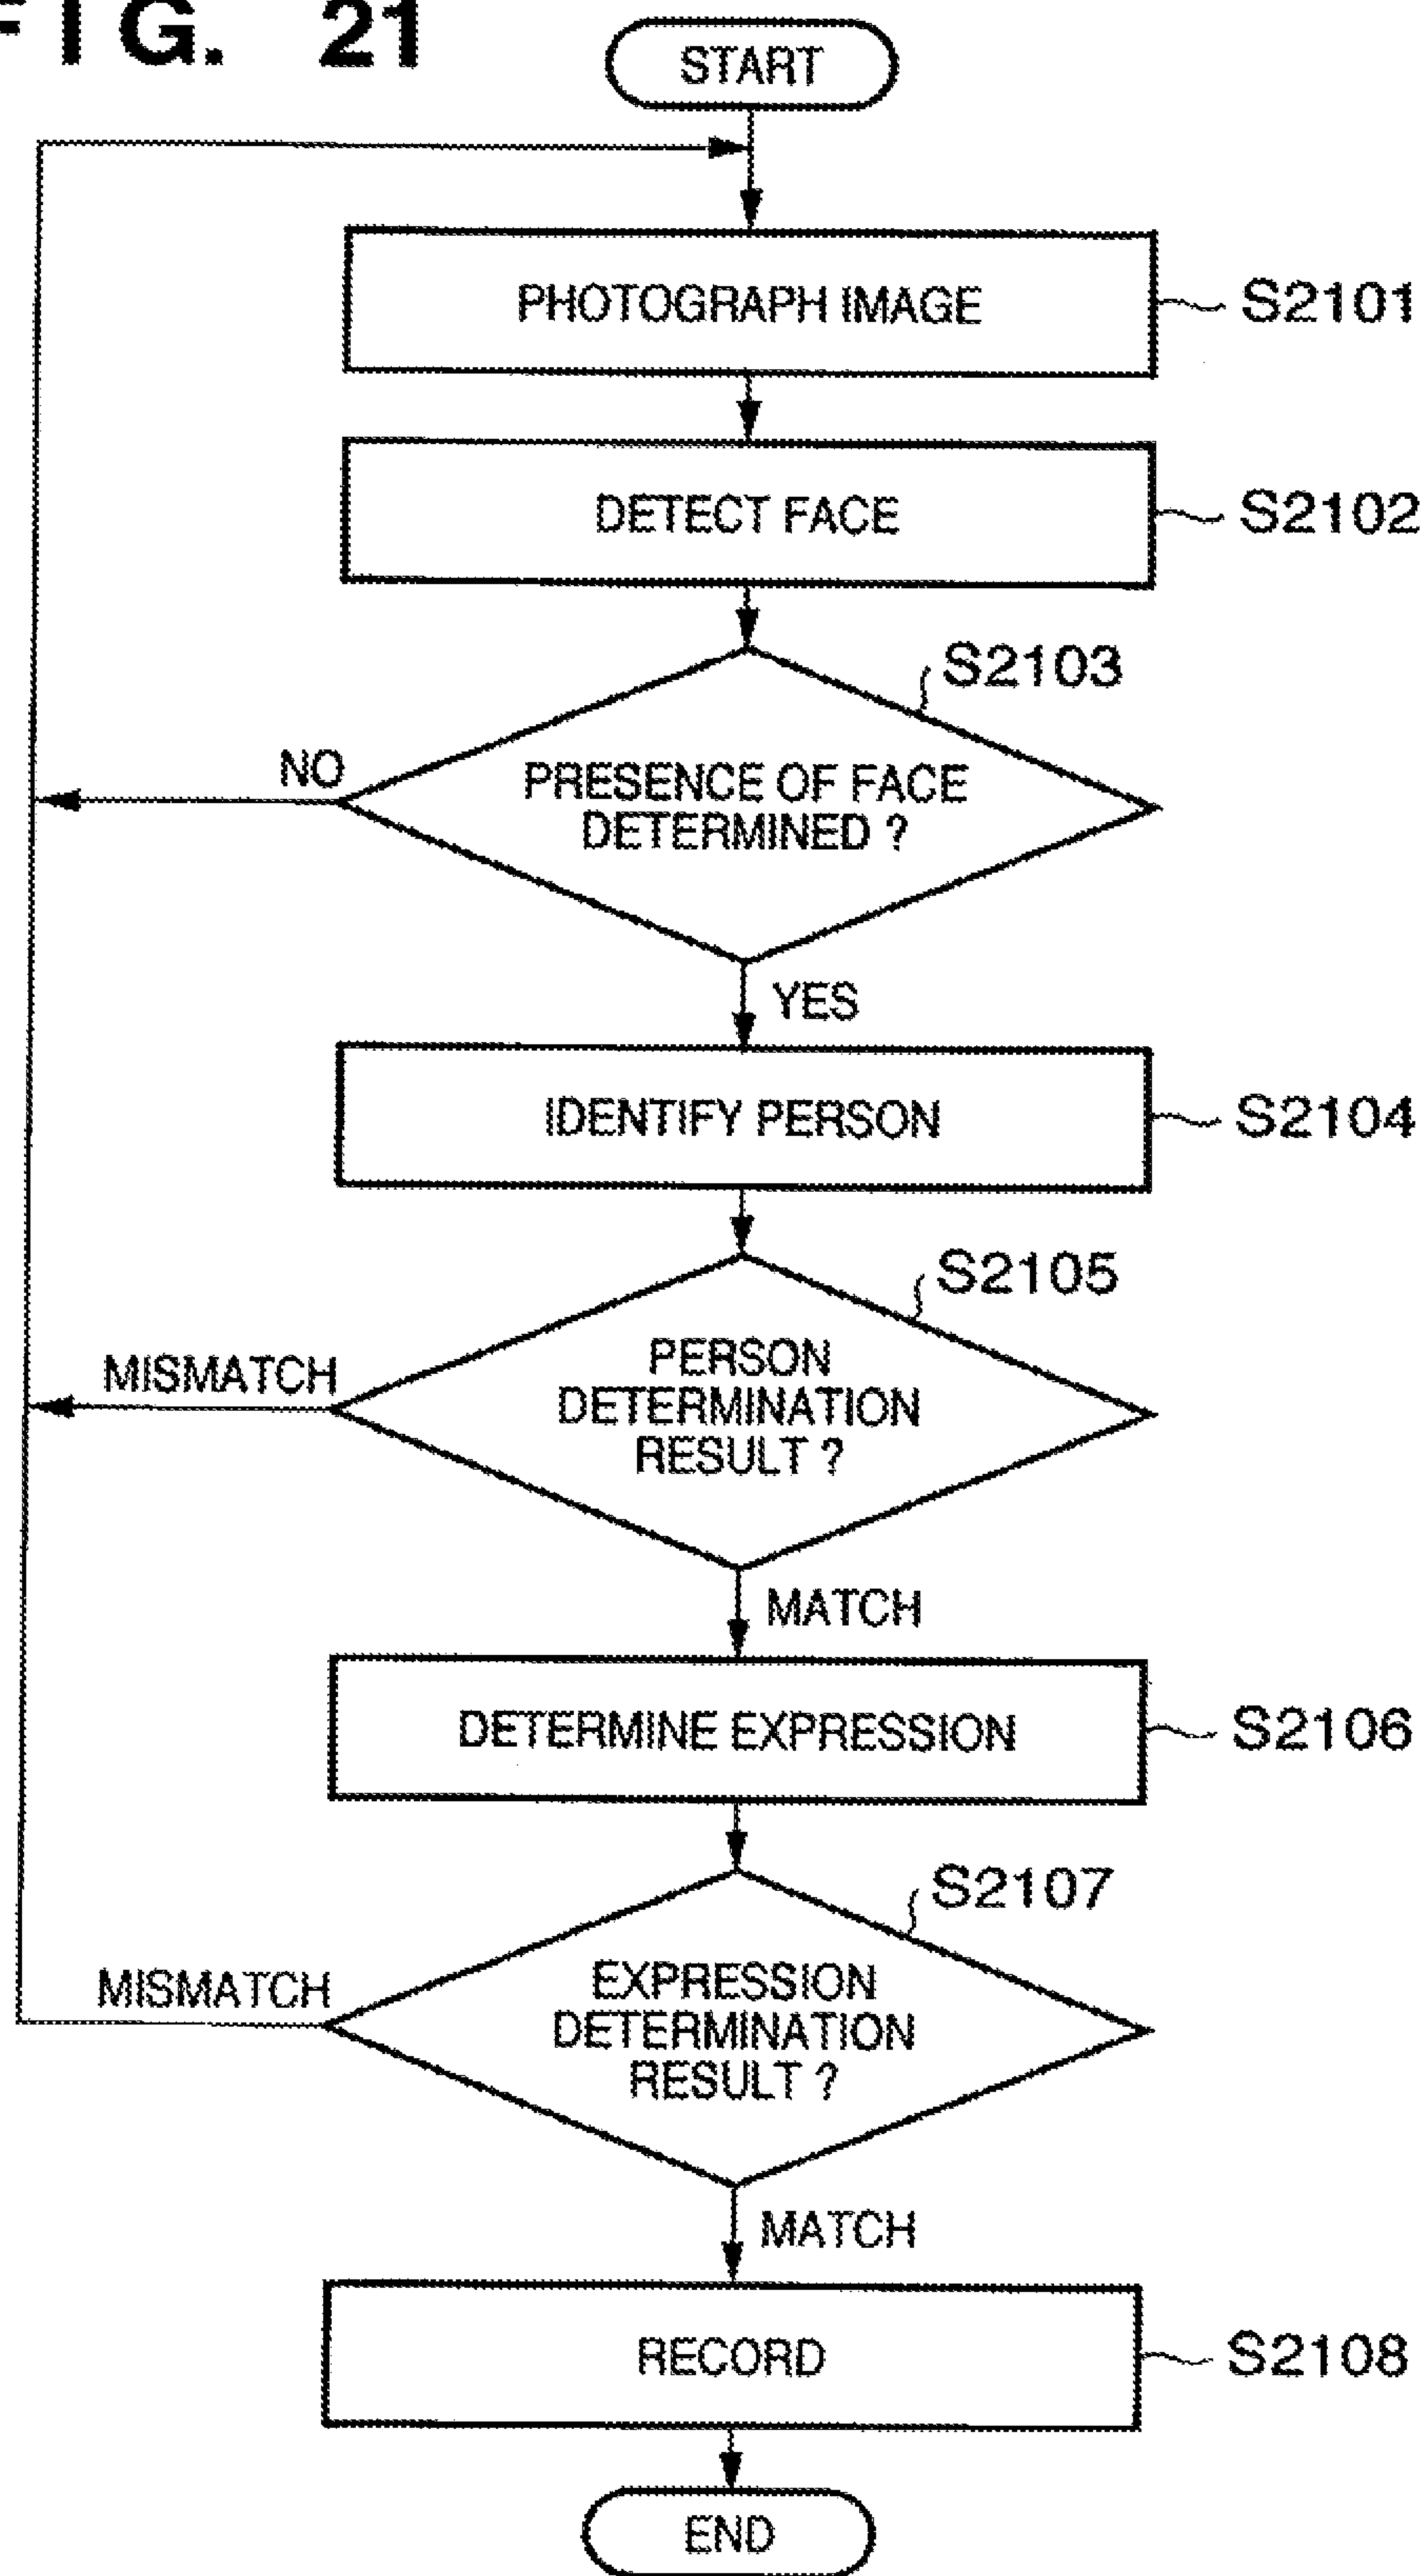 FIG. 21
START
PHOTOGRAPH IMAGE
S2101
DETECT FACE
S2102
S2103
NO
PRESENCE OF FACE
DETERMINED ?
YES
IDENTIFY PERSON
S2104
S2105
MISMATCH
PERSON
DETERMINATION
RESULT ?
MATCH
DETERMINE EXPRESSION
S2106
S2107
MISMATCH
EXPRESSION
DETERMINATION
RESULT ?
MATCH
RECORD
S2108
END